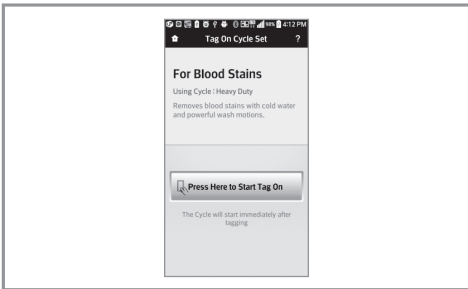 98% 4:12 PM
Tag On Cycle Set ?
For Blood Stains
Using Cycle : Heavy Duty
Removes blood stains with cold water
and powerful wash motions.
Press Here to Start Tag On
The Cycle will start immediately after
tagging